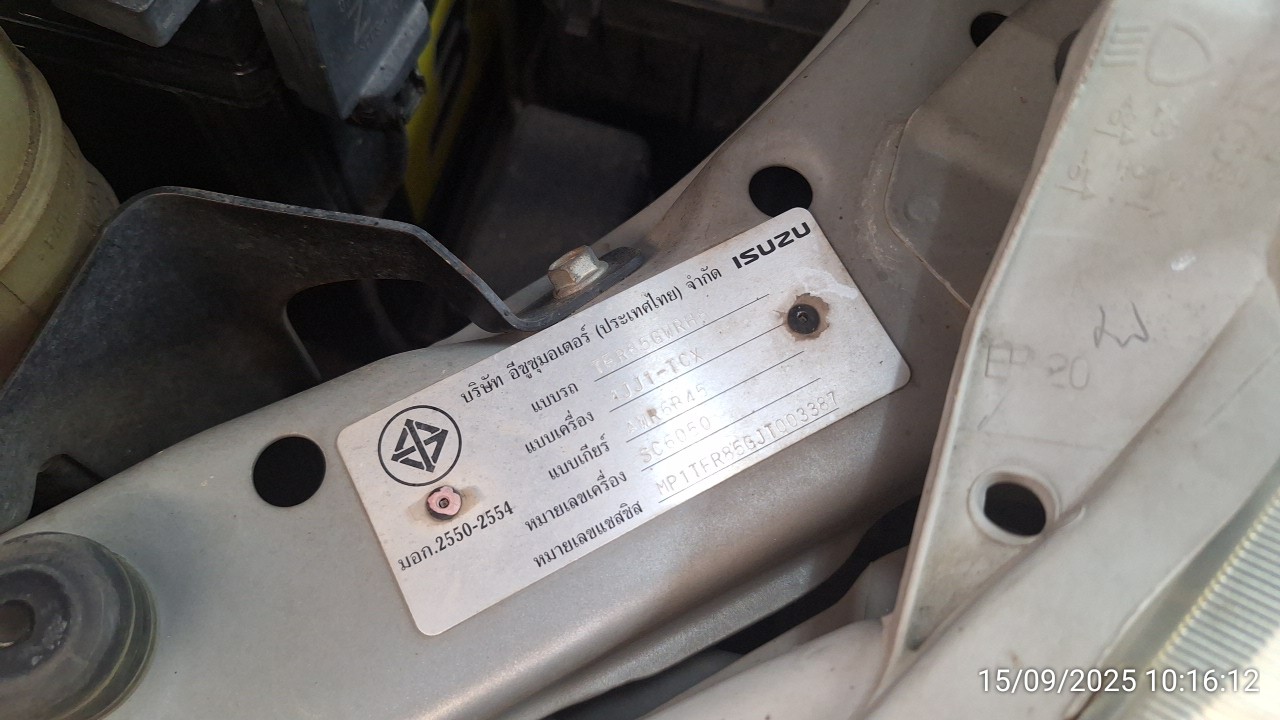 ISUZU
บริษัท อีซูซุมอเตอร์ (ประเทศไทย) จำกัด
แบบรถ
แบบเครื่อง 4JJ1-TCX
แบบเกียร์
หมายเลขเครื่อง SC6050
หมายเลขแชสซิส MP1TFR85GJT003387
มอก.2550-2554
15/09/2025 10:16:12